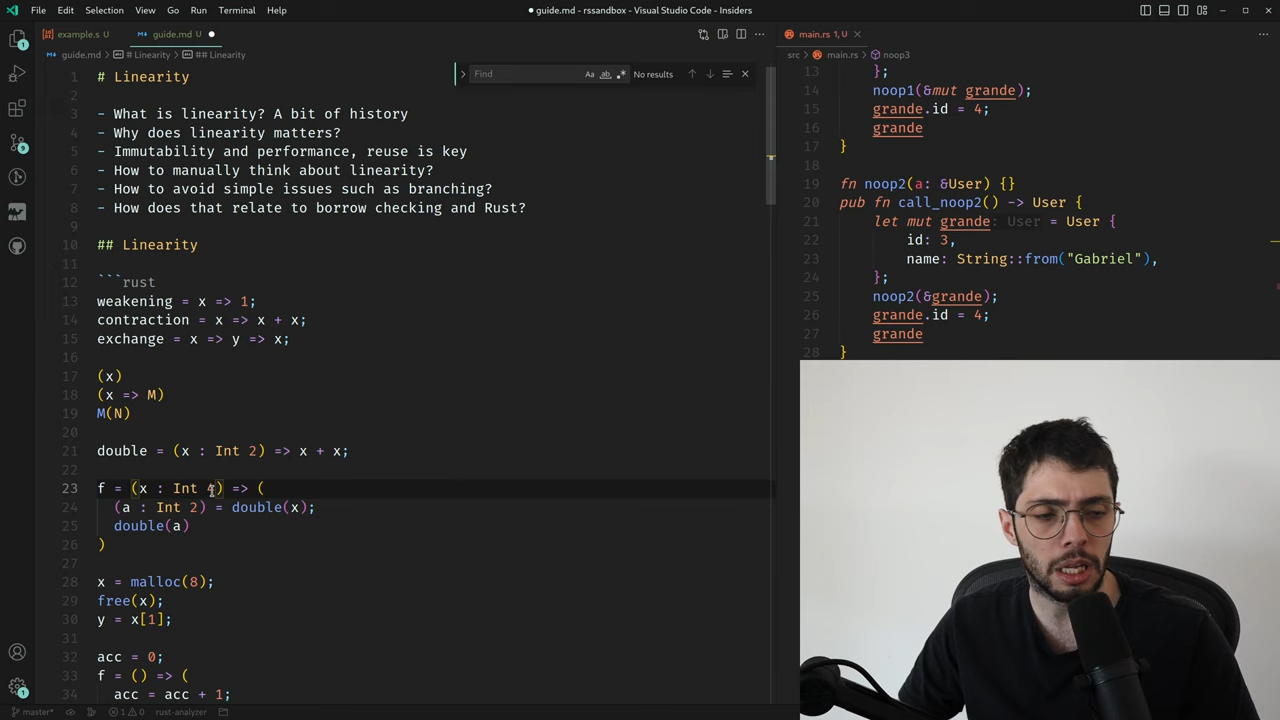 File Edit Selection View Go Run Terminal Help
● guide.md - rssandbox - Visual Studio Code - Insiders
example.s U
guide.md U ●
guide.md > # Linearity > ## Linearity
Find
Aa ab .* No results
1 # Linearity
2
3 - What is linearity? A bit of history
4 - Why does linearity matters?
5 - Immutability and performance, reuse is key
6 - How to manually think about linearity?
7 - How to avoid simple issues such as branching?
8 - How does that relate to borrow checking and Rust?
9
10 ## Linearity
11
12 ```rust
13 weakening = x => 1;
14 contraction = x => x + x;
15 exchange = x => y => x;
16
17 (x)
18 (x => M)
19 M(N)
20
21 double = (x : Int 2) => x + x;
22
23 f = (x : Int 4) => (
24 (a : Int 2) = double(x);
25 double(a)
26 )
27
28 x = malloc(8);
29 free(x);
30 y = x[1];
31
32 acc = 0;
33 f = () => (
34 acc = acc + 1;
main.rs 1, U
src > main.rs > noop3
13 };
14 noop1(&mut grande);
15 grande.id = 4;
16 grande
17 }
18
19 fn noop2(a: &User) {}
20 pub fn call_noop2() -> User {
21 let mut grande: User = User {
22 id: 3,
23 name: String::from("Gabriel"),
24 };
25 noop2(&grande);
26 grande.id = 4;
27 grande
28 }
main* 1 0 rust-analyzer